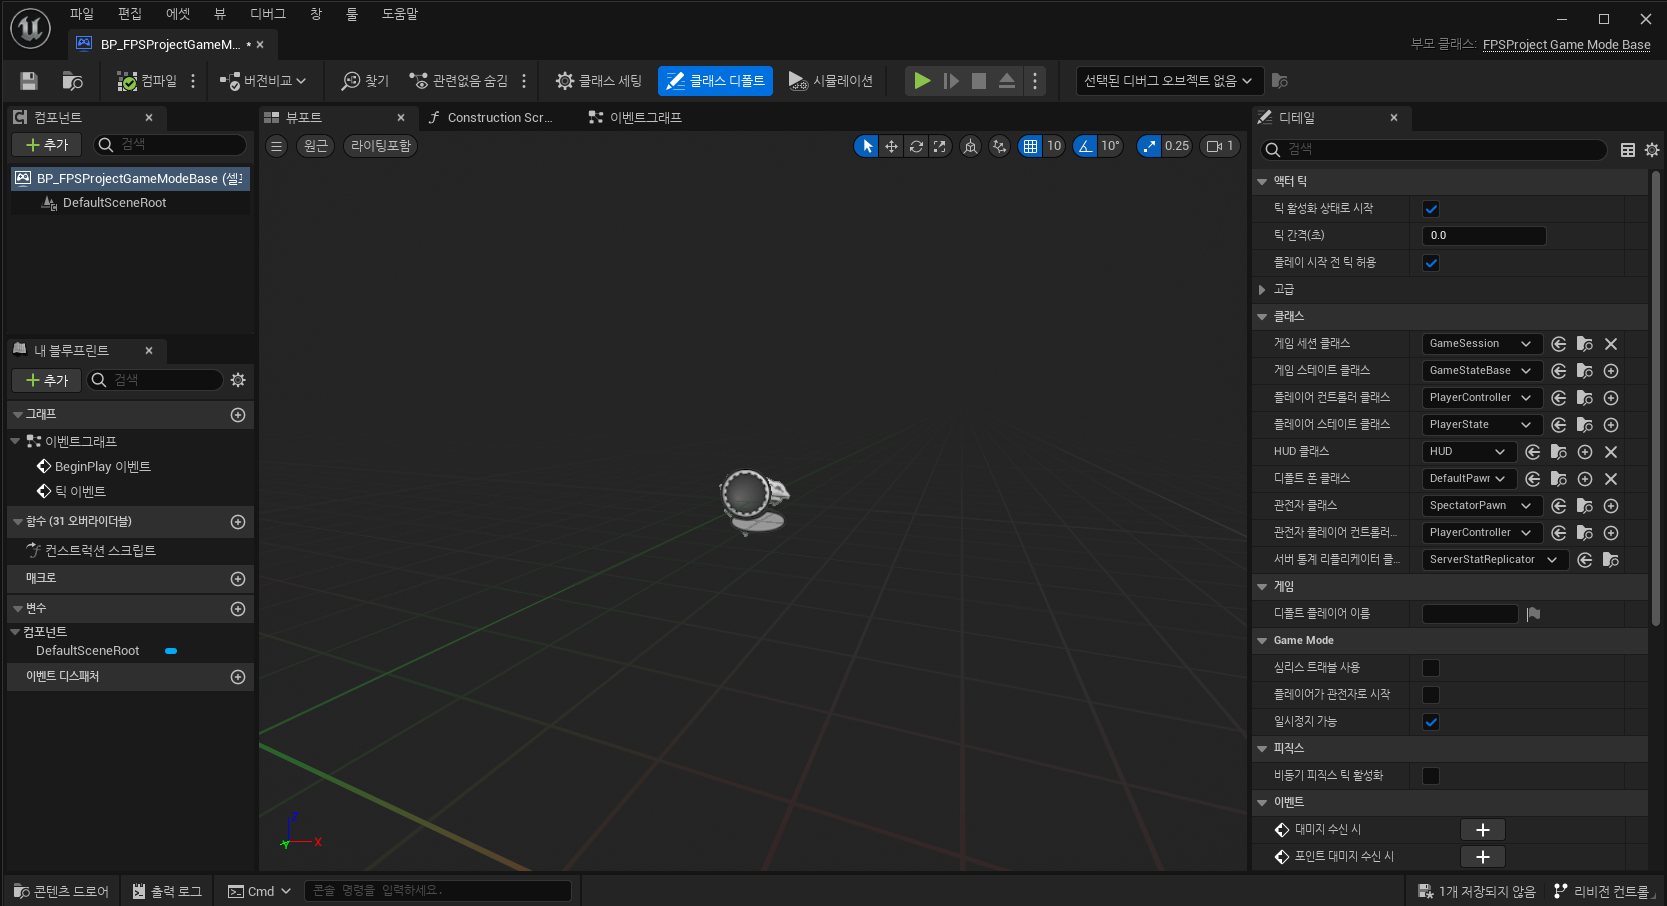 파일 편집 에셋 뷰 디버그 창 툴 도움말
BP_FPSProjectGameM... •
부모 클래스: FPSProject Game Mode Base
컴파일 버전비교 찾기 관련없음 숨김 클래스 세팅 클래스 디폴트 시뮬레이션 선택된 디버그 오브젝트 없음
컴포넌트
추가 검색
BP_FPSProjectGameModeBase (셀프
DefaultSceneRoot
내 블루프린트
추가 검색
그래프
이벤트그래프
BeginPlay 이벤트
틱 이벤트
함수 (31 오버라이더블)
컨스트럭션 스크립트
매크로
변수
컴포넌트
DefaultSceneRoot
이벤트 디스패처
뷰포트 Construction Scr... 이벤트그래프
원근 라이팅포함 10 10° 0.25 1
Z
X
Y
디테일
검색
액터 틱
틱 활성화 상태로 시작
틱 간격(초) 0.0
플레이 시작 전 틱 허용
고급
클래스
게임 세션 클래스 GameSession
게임 스테이트 클래스 GameStateBase
플레이어 컨트롤러 클래스 PlayerController
플레이어 스테이트 클래스 PlayerState
HUD 클래스 HUD
디폴트 폰 클래스 DefaultPawn
관전자 클래스 SpectatorPawn
관전자 플레이어 컨트롤러... PlayerController
서버 통계 리플리케이터 클... ServerStatReplicator
게임
디폴트 플레이어 이름
Game Mode
심리스 트래블 사용
플레이어가 관전자로 시작
일시정지 가능
피직스
비동기 피직스 틱 활성화
이벤트
대미지 수신 시
포인트 대미지 수신 시
콘텐츠 드로어 출력 로그 Cmd 콘솔 명령을 입력하세요. 1개 저장되지 않음 리비전 컨트롤